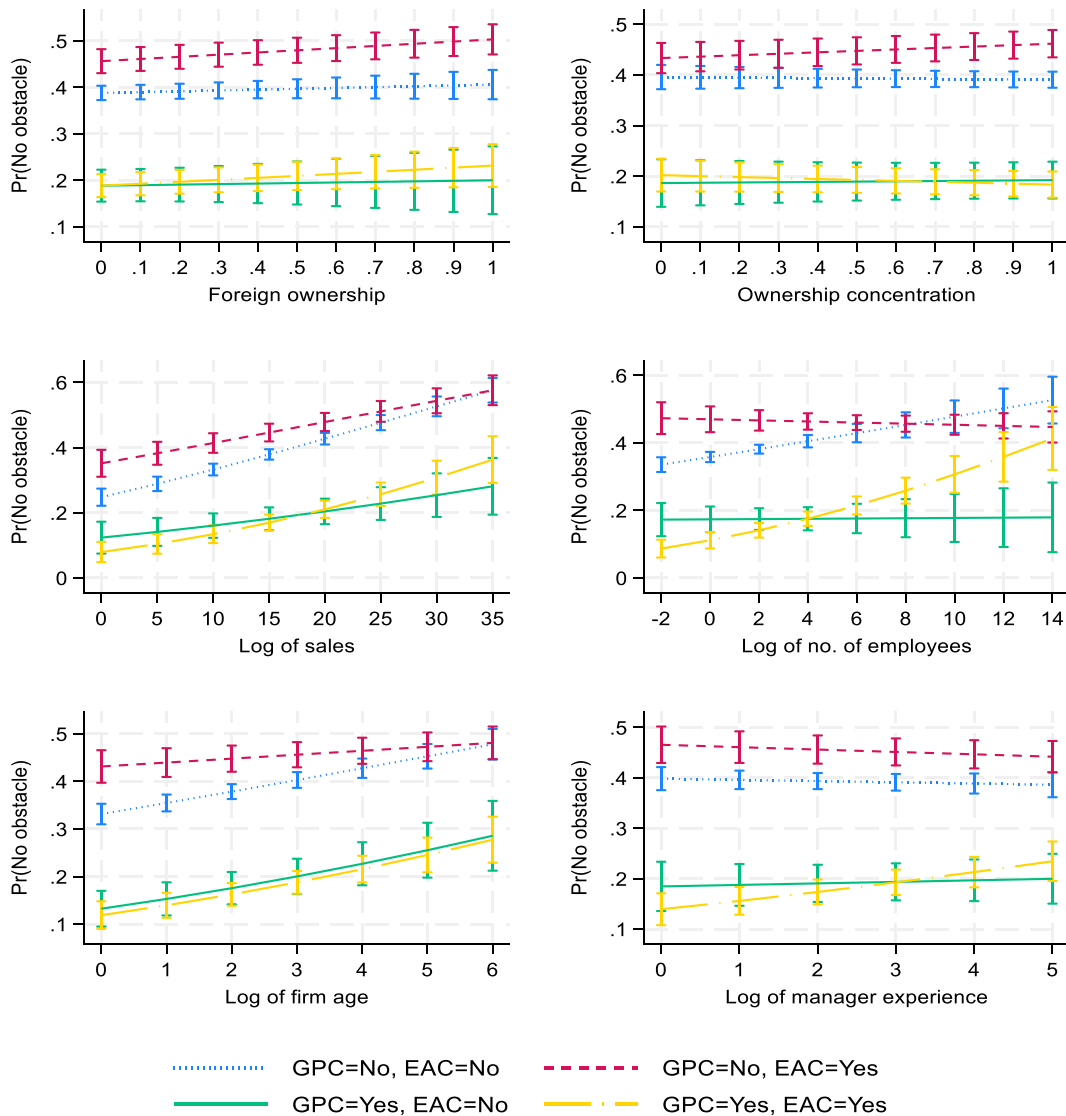 Pr(No obstacle)
.5
.4
.3
.2
.1
0 .1 .2 .3 .4 .5 .6 .7 .8 .9 1
Foreign ownership
Pr(No obstacle)
.5
.4
.3
.2
.1
0 .1 .2 .3 .4 .5 .6 .7 .8 .9 1
Ownership concentration
Pr(No obstacle)
.6
.4
.2
0
0 5 10 15 20 25 30 35
Log of sales
Pr(No obstacle)
.6
.4
.2
0
-2 0 2 4 6 8 10 12 14
Log of no. of employees
Pr(No obstacle)
.5
.4
.3
.2
.1
0 1 2 3 4 5 6
Log of firm age
Pr(No obstacle)
.5
.4
.3
.2
.1
0 1 2 3 4 5
Log of manager experience
GPC=No, EAC=No GPC=No, EAC=Yes
GPC=Yes, EAC=No GPC=Yes, EAC=Yes